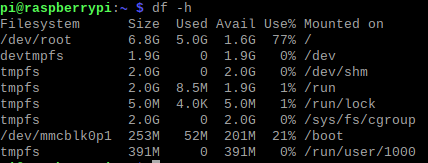 pi@raspberrypi:~ $ df -h
Filesystem      Size  Used Avail Use% Mounted on
/dev/root       6.8G  5.0G  1.6G  77% /
devtmpfs        1.9G     0  1.9G   0% /dev
tmpfs           2.0G     0  2.0G   0% /dev/shm
tmpfs           2.0G  8.5M  1.9G   1% /run
tmpfs           5.0M  4.0K  5.0M   1% /run/lock
tmpfs           2.0G     0  2.0G   0% /sys/fs/cgroup
/dev/mmcblk0p1  253M   52M  201M  21% /boot
tmpfs           391M     0  391M   0% /run/user/1000